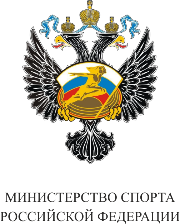 МИНИСТЕРСТВО СПОРТА
РОССИЙСКОЙ ФЕДЕРАЦИИ